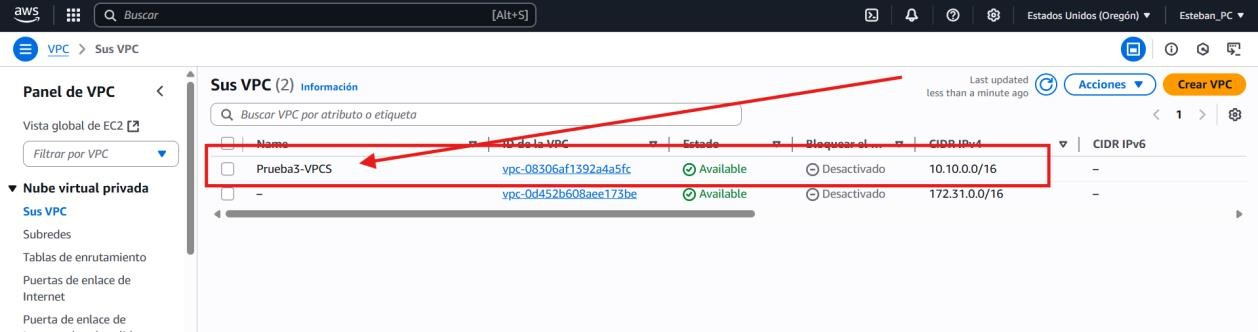 aws Buscar [Alt+S] Estados Unidos (Oregón) Esteban_PC
VPC > Sus VPC
Panel de VPC
Vista global de EC2
Filtrar por VPC
Nube virtual privada
Sus VPC
Subredes
Tablas de enrutamiento
Puertas de enlace de
Internet
Puerta de enlace de
Sus VPC (2) Información
Last updated
less than a minute ago
Acciones
Crear VPC
Buscar VPC por atributo o etiqueta
1
Name ID de la VPC Estado Bloquear el ... CIDR IPv4 CIDR IPv6
Prueba3-VPCS vpc-08306af1392a4a5fc Available Desactivado 10.10.0.0/16 –
– vpc-0d452b608aee173be Available Desactivado 172.31.0.0/16 –